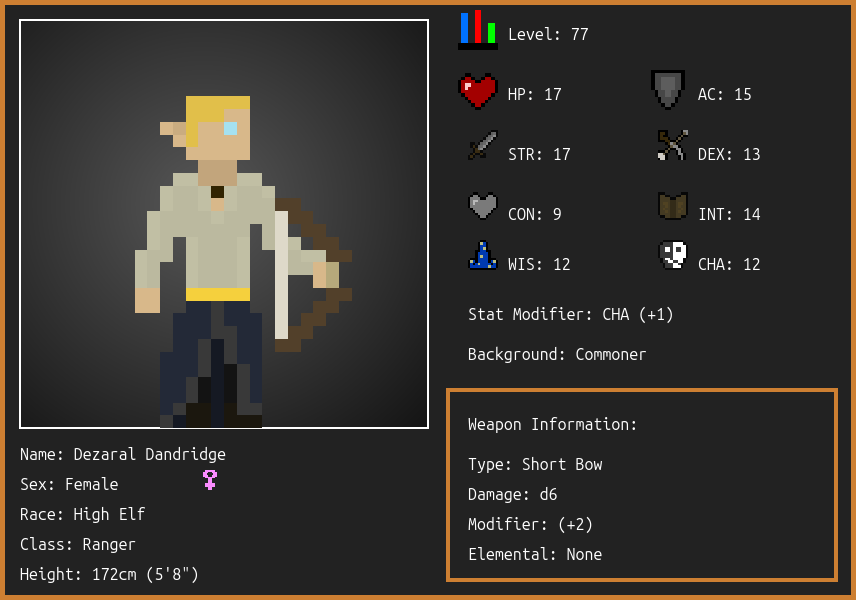 Level: 77
HP: 17
AC: 15
STR: 17
DEX: 13
CON: 9
INT: 14
WIS: 12
CHA: 12
Stat Modifier: CHA (+1)
Background: Commoner
Weapon Information:
Type: Short Bow
Damage: d6
Modifier: (+2)
Elemental: None
Name: Dezaral Dandridge
Sex: Female
Race: High Elf
Class: Ranger
Height: 172cm (5'8")